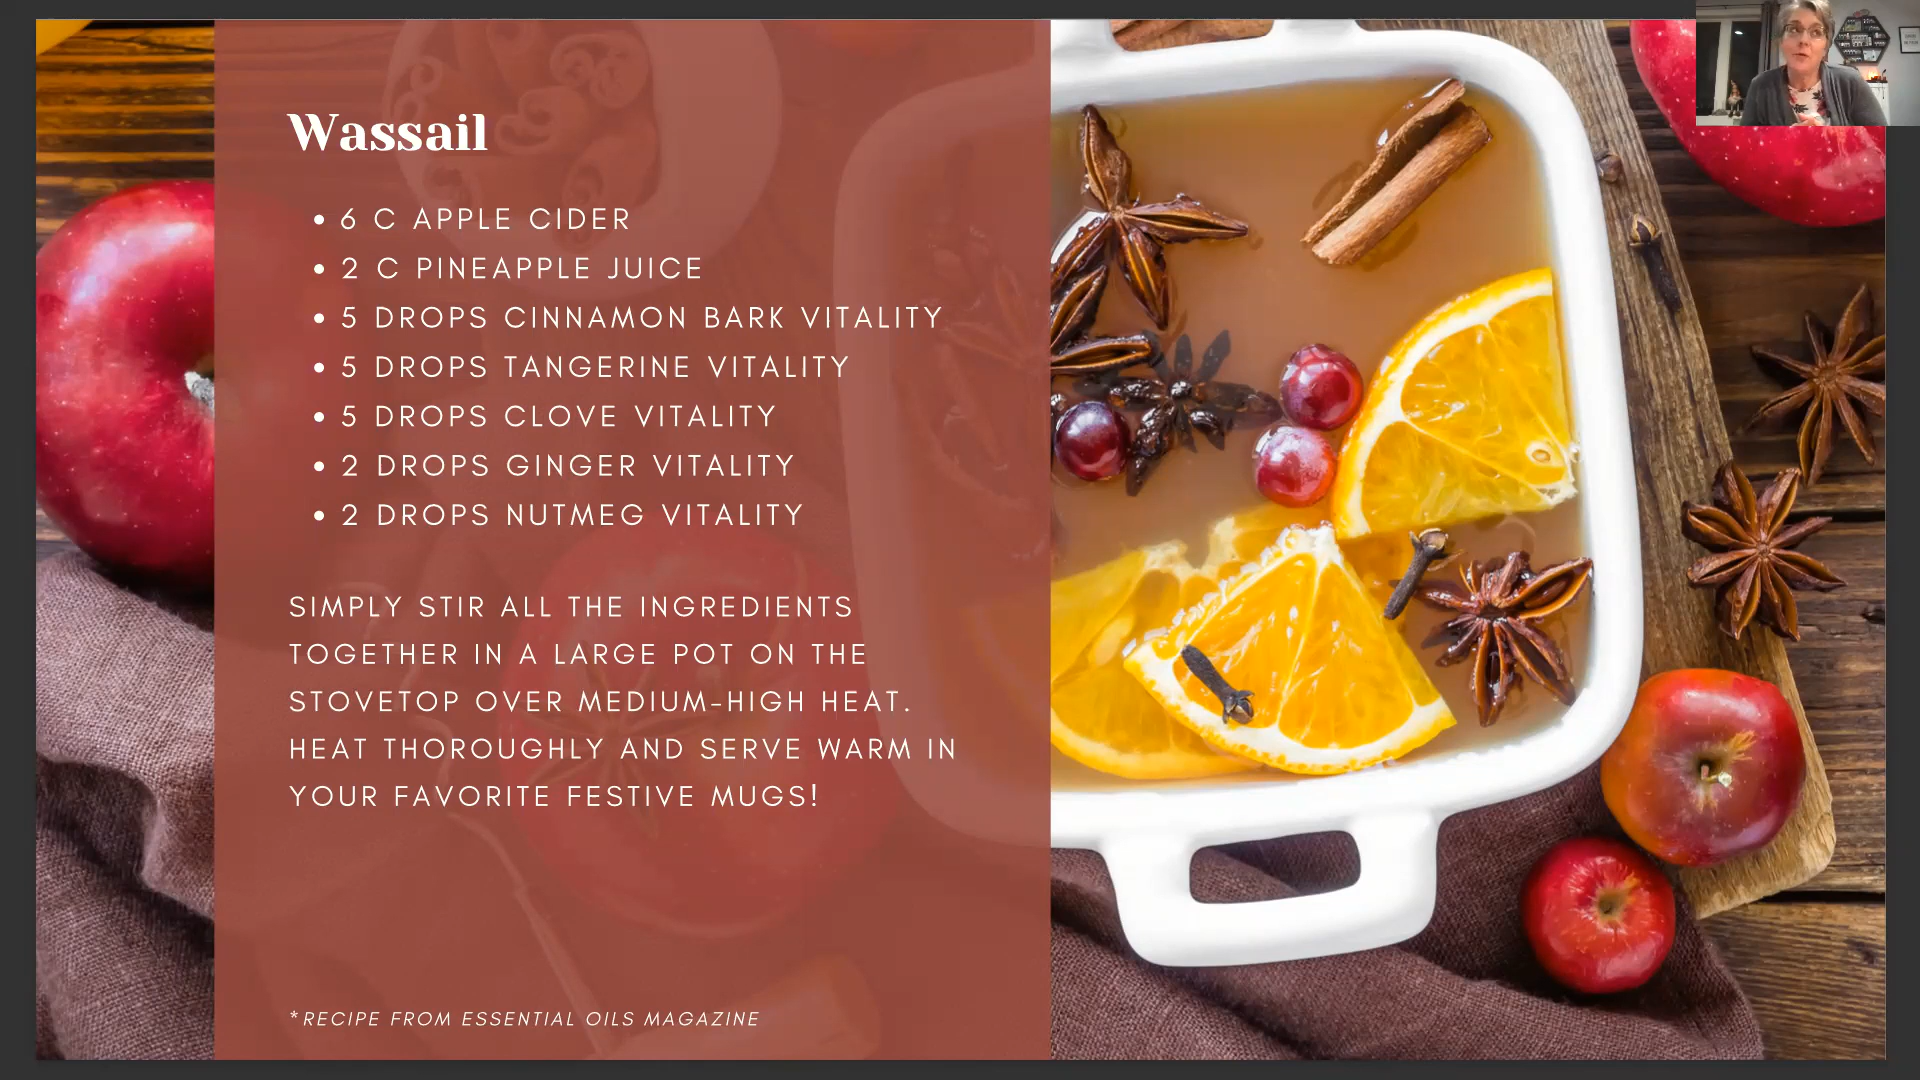 Wassail
• 6 C APPLE CIDER
• 2 C PINEAPPLE JUICE
• 5 DROPS CINNAMON BARK VITALITY
• 5 DROPS TANGERINE VITALITY
• 5 DROPS CLOVE VITALITY
• 2 DROPS GINGER VITALITY
• 2 DROPS NUTMEG VITALITY
SIMPLY STIR ALL THE INGREDIENTS
TOGETHER IN A LARGE POT ON THE
STOVETOP OVER MEDIUM-HIGH HEAT.
HEAT THOROUGHLY AND SERVE WARM IN
YOUR FAVORITE FESTIVE MUGS!
*RECIPE FROM ESSENTIAL OILS MAGAZINE